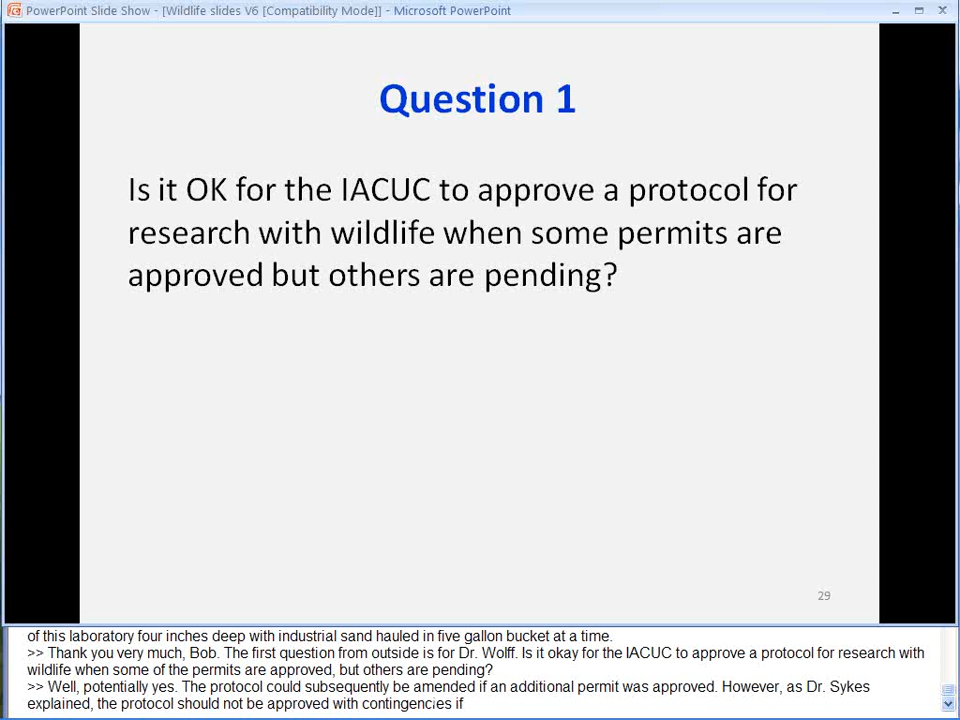 PowerPoint Slide Show - [Wildlife slides V6 [Compatibility Mode]] - Microsoft PowerPoint
Question 1
Is it OK for the IACUC to approve a protocol for
research with wildlife when some permits are
approved but others are pending?
29
of this laboratory four inches deep with industrial sand hauled in five gallon bucket at a time.
>> Thank you very much, Bob. The first question from outside is for Dr. Wolff. Is it okay for the IACUC to approve a protocol for research with
wildlife when some of the permits are approved, but others are pending?
>> Well, potentially yes. The protocol could subsequently be amended if an additional permit was approved. However, as Dr. Sykes
explained, the protocol should not be approved with contingencies if